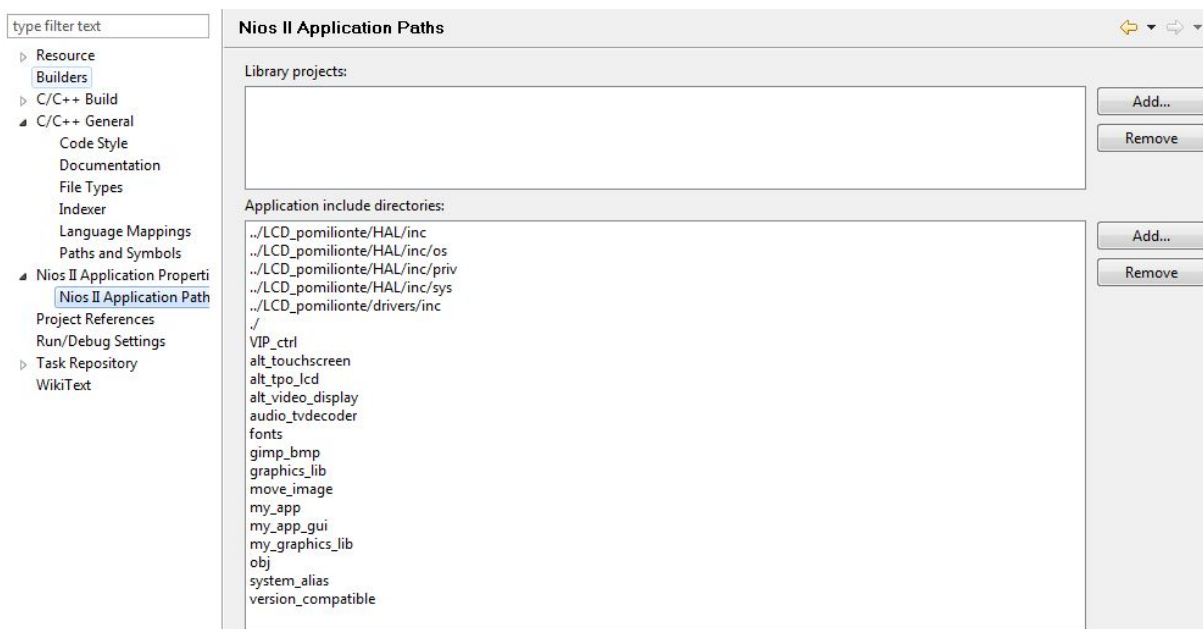 type filter text
Resource
Builders
C/C++ Build
C/C++ General
Code Style
Documentation
File Types
Indexer
Language Mappings
Paths and Symbols
Nios II Application Properti
Nios II Application Path
Project References
Run/Debug Settings
Task Repository
WikiText
Nios II Application Paths
Library projects:
Add...
Remove
Application include directories:
../LCD_pomilionte/HAL/inc
../LCD_pomilionte/HAL/inc/os
../LCD_pomilionte/HAL/inc/priv
../LCD_pomilionte/HAL/inc/sys
../LCD_pomilionte/drivers/inc
./
VIP_ctrl
alt_touchscreen
alt_tpo_lcd
alt_video_display
audio_tvdecoder
fonts
gimp_bmp
graphics_lib
move_image
my_app
my_app_gui
my_graphics_lib
obj
system_alias
version_compatible
Add...
Remove